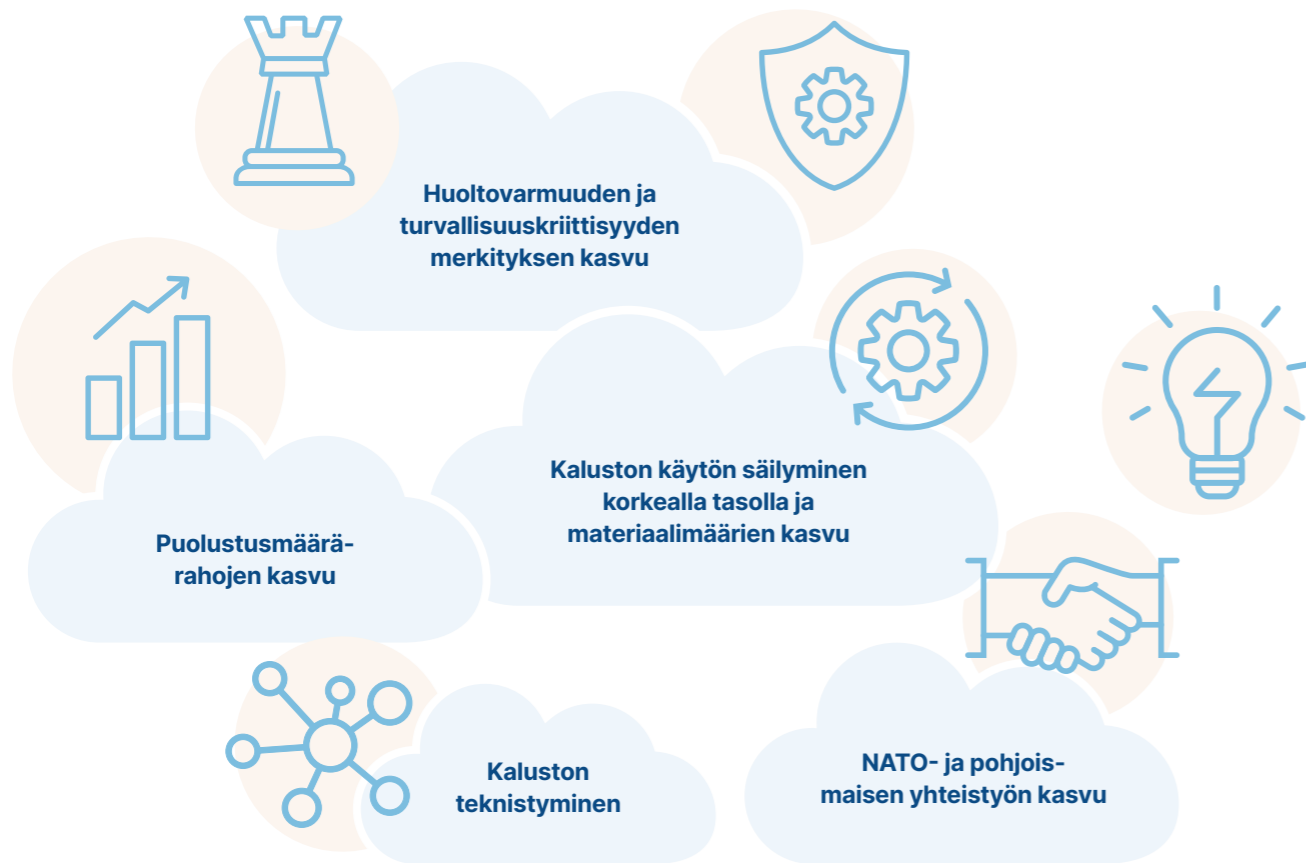 Huoltovarmuuden ja
turvallisuuskriittisyyden
merkityksen kasvu
Kaluston käytön säilyminen
korkealla tasolla ja
materiaalimäärien kasvu
Puolustusmäärä-
rahojen kasvu
Kaluston
teknistyminen
NATO- ja pohjois-
maisen yhteistyön kasvu